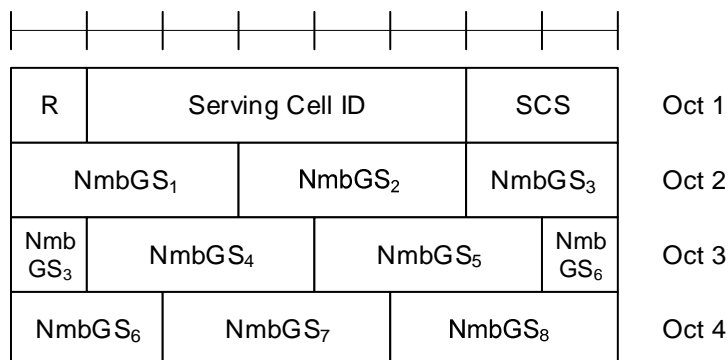 R Serving Cell ID SCS Oct 1
NmbGS₁ NmbGS₂ NmbGS₃ Oct 2
Nmb GS₃ NmbGS₄ NmbGS₅ Nmb GS₆ Oct 3
NmbGS₆ NmbGS₇ NmbGS₈ Oct 4